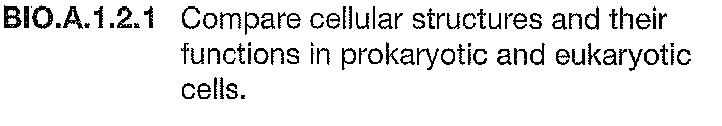 BIO.A.1.2.1 Compare cellular structures and their
functions in prokaryotic and eukaryotic
cells.